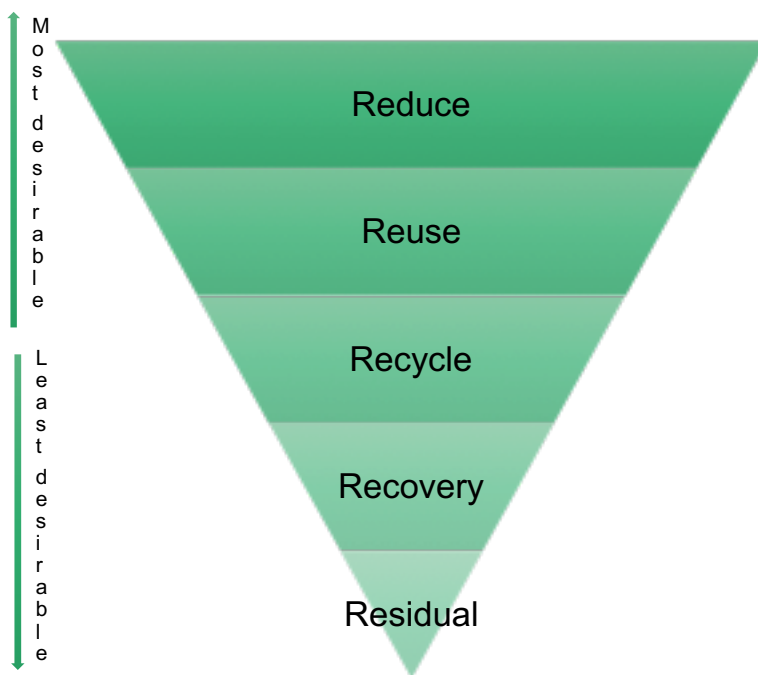 Most desirable
Reduce
Reuse
Recycle
Least desirable
Recovery
Residual